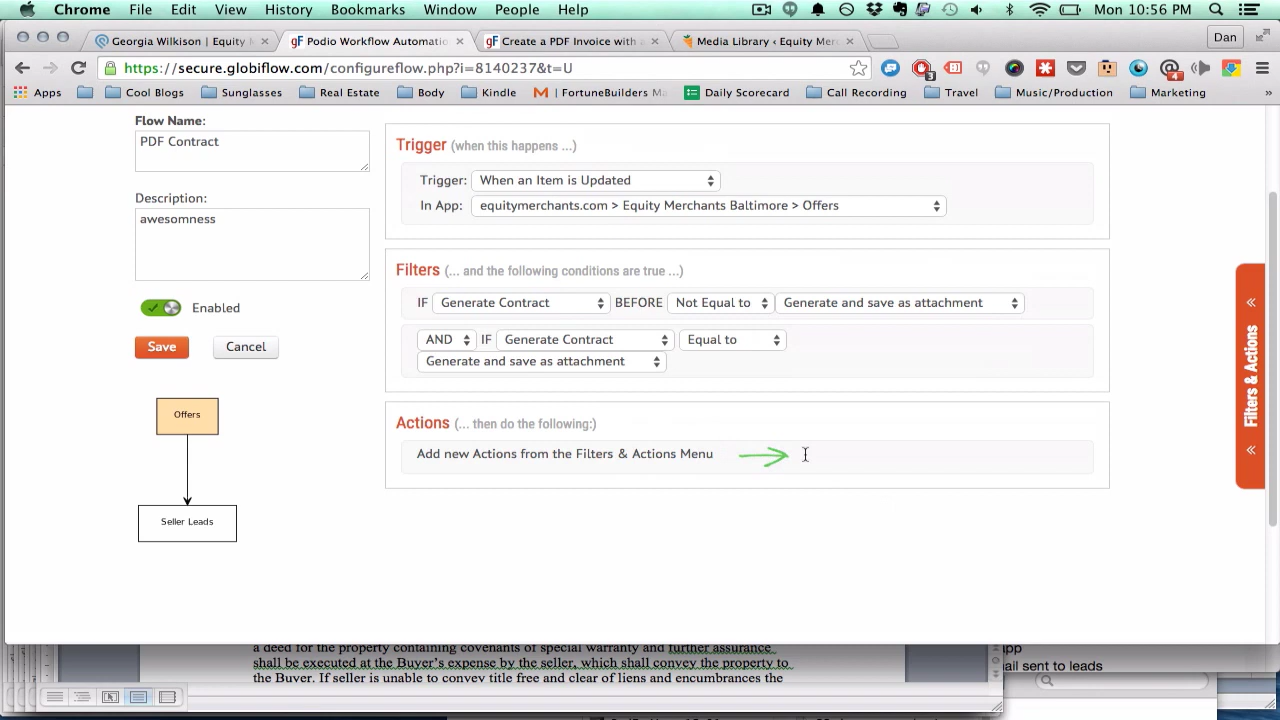 Chrome File Edit View History Bookmarks Window People Help Mon 10:56 PM
Georgia Wilkison | Equity M Podio Workflow Automatio Create a PDF Invoice with a Media Library ‹ Equity Mer Dan
https://secure.globiflow.com/configureflow.php?i=8140237&t=U
Apps Cool Blogs Sunglasses Real Estate Body Kindle | FortuneBuilders Ma Daily Scorecard Call Recording Travel Music/Production Marketing »
Flow Name:
PDF Contract
Description:
awesomness
Enabled
Save Cancel
Offers
Seller Leads
Trigger (when this happens ...)
Trigger: When an Item is Updated
In App: equitymerchants.com > Equity Merchants Baltimore > Offers
Filters (... and the following conditions are true ...)
IF Generate Contract BEFORE Not Equal to Generate and save as attachment
AND IF Generate Contract Equal to
Generate and save as attachment
Actions (... then do the following:)
Add new Actions from the Filters & Actions Menu
« Filters & Actions «
a deed for the property containing covenants of special warranty and further assurance
shall be executed at the Buyer's expense by the seller, which shall convey the property to
the Buyer. If seller is unable to convey title free and clear of liens and encumbrances the
app
ail sent to leads